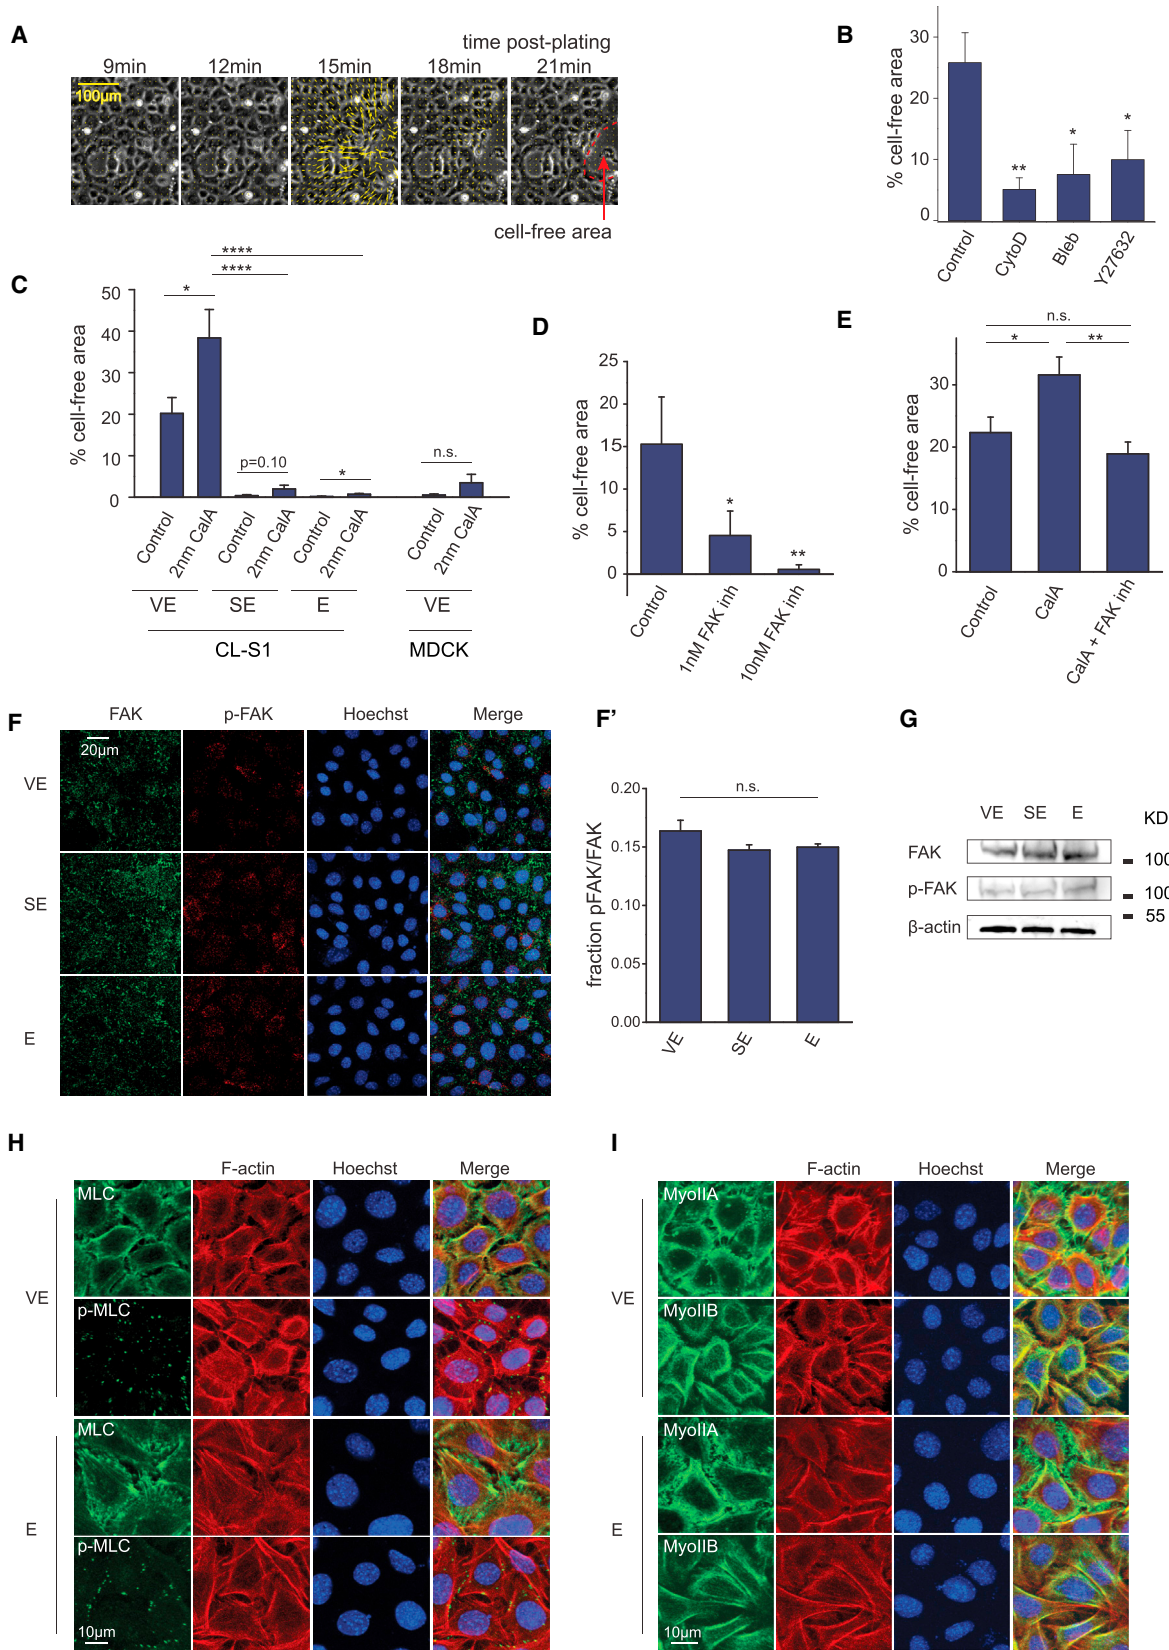 A
time post-plating
9min 12min 15min 18min 21min
100µm
cell-free area
B
% cell-free area
30
20
10
0
*
*
**
Control CytoD Bleb Y27632
C
% cell-free area
50
40
30
20
10
0
****
****
*
p=0.10
*
n.s.
Control 2nm CalA Control 2nm CalA Control 2nm CalA Control 2nm CalA
VE SE E VE
CL-S1 MDCK
D
% cell-free area
25
20
15
10
5
0
*
**
Control 1nM FAK inh 10nM FAK inh
E
% cell-free area
n.s.
* **
30
20
10
0
Control CalA CalA + FAK inh
F
FAK p-FAK Hoechst Merge
20µm
VE
SE
E
F'
fraction pFAK/FAK
0.20
0.15
0.10
0.05
0.00
n.s.
VE SE E
G
VE SE E KD
FAK 100
p-FAK 100
55
β-actin
H
F-actin Hoechst Merge
MLC
VE
p-MLC
MLC
E
p-MLC
10µm
I
F-actin Hoechst Merge
MyoIIA
VE
MyoIIB
MyoIIA
E
MyoIIB
10µm